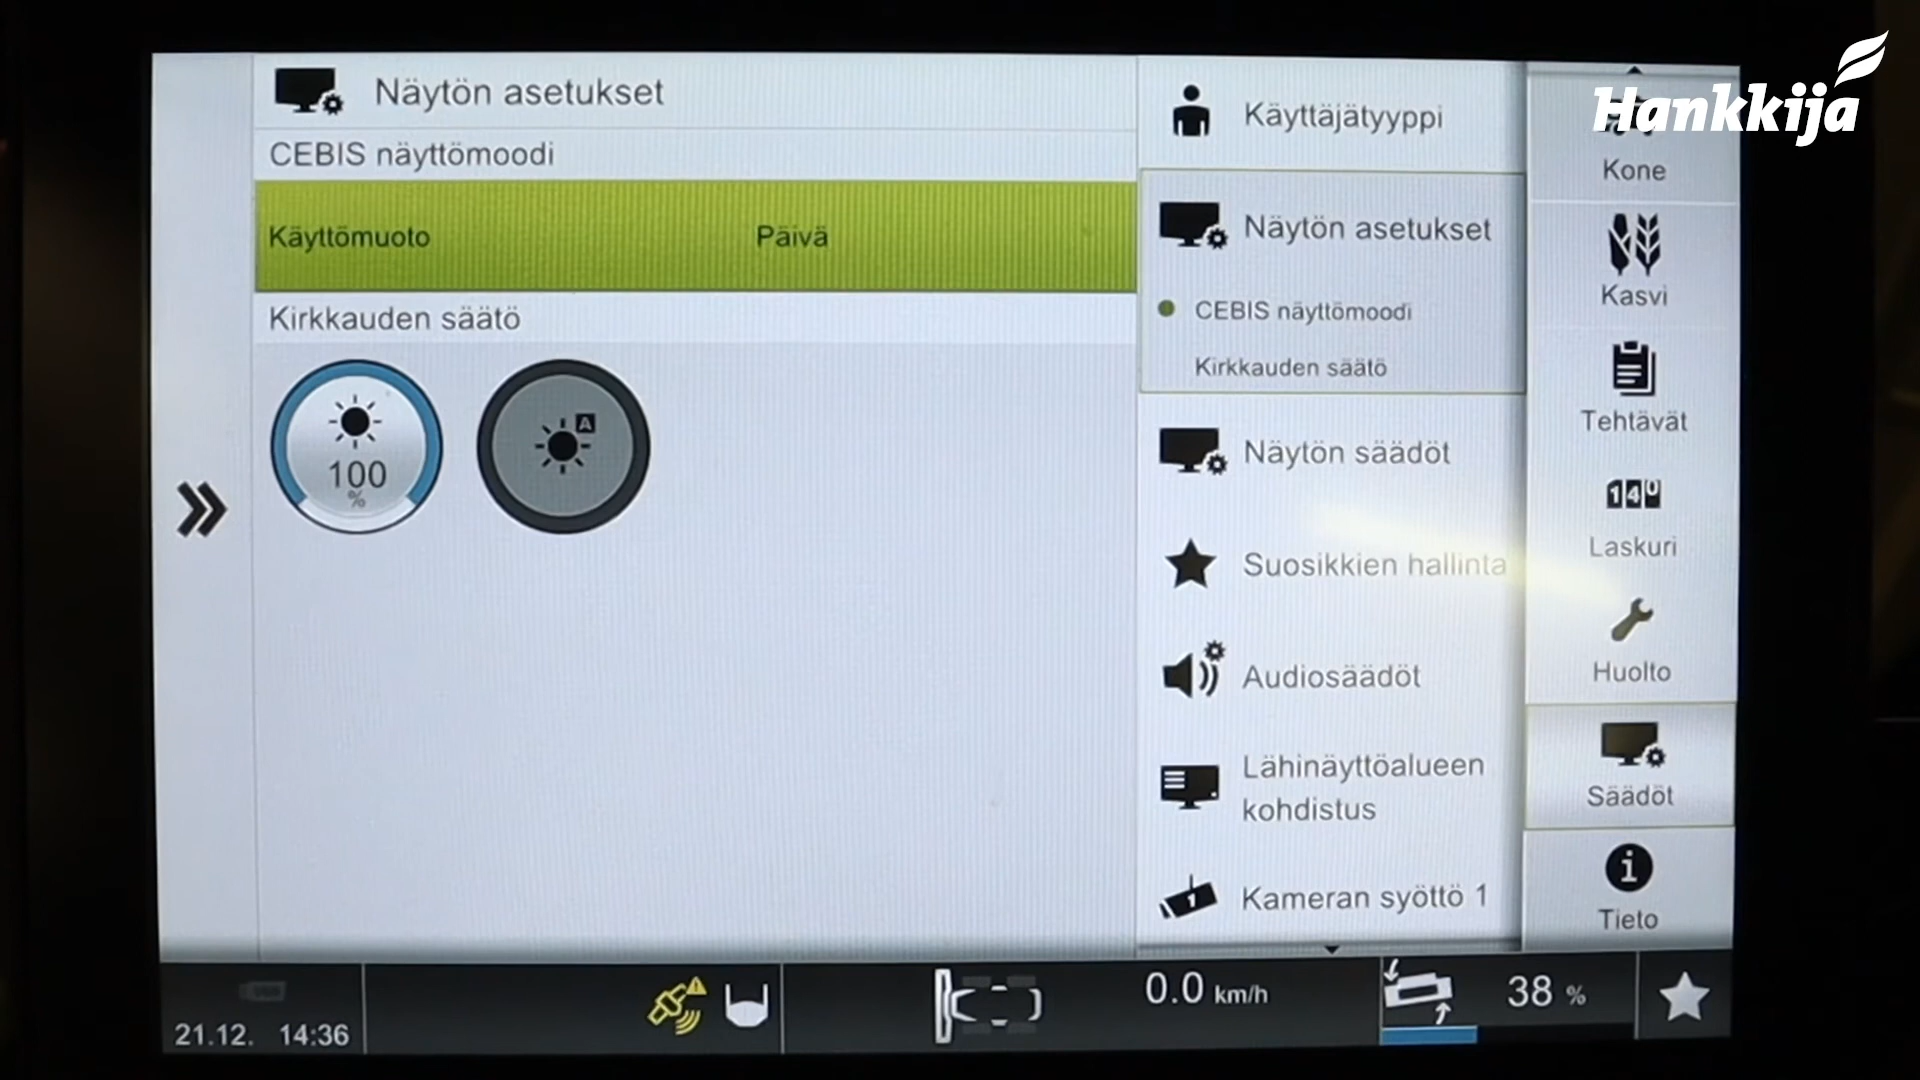 Hankkija
Näytön asetukset
CEBIS näyttömoodi
Käyttömuoto Päivä
Kirkkauden säätö
100
%
A
Käyttäjätyyppi
Näytön asetukset
CEBIS näyttömoodi
Kirkkauden säätö
Näytön säädöt
Suosikkien hallinta
Audiosäädöt
Lähinäyttöalueen
kohdistus
1
Kameran syöttö 1
Kone
Kasvi
Tehtävät
140
Laskuri
Huolto
Säädöt
i
Tieto
21.12. 14:36
0.0 km/h
38 %